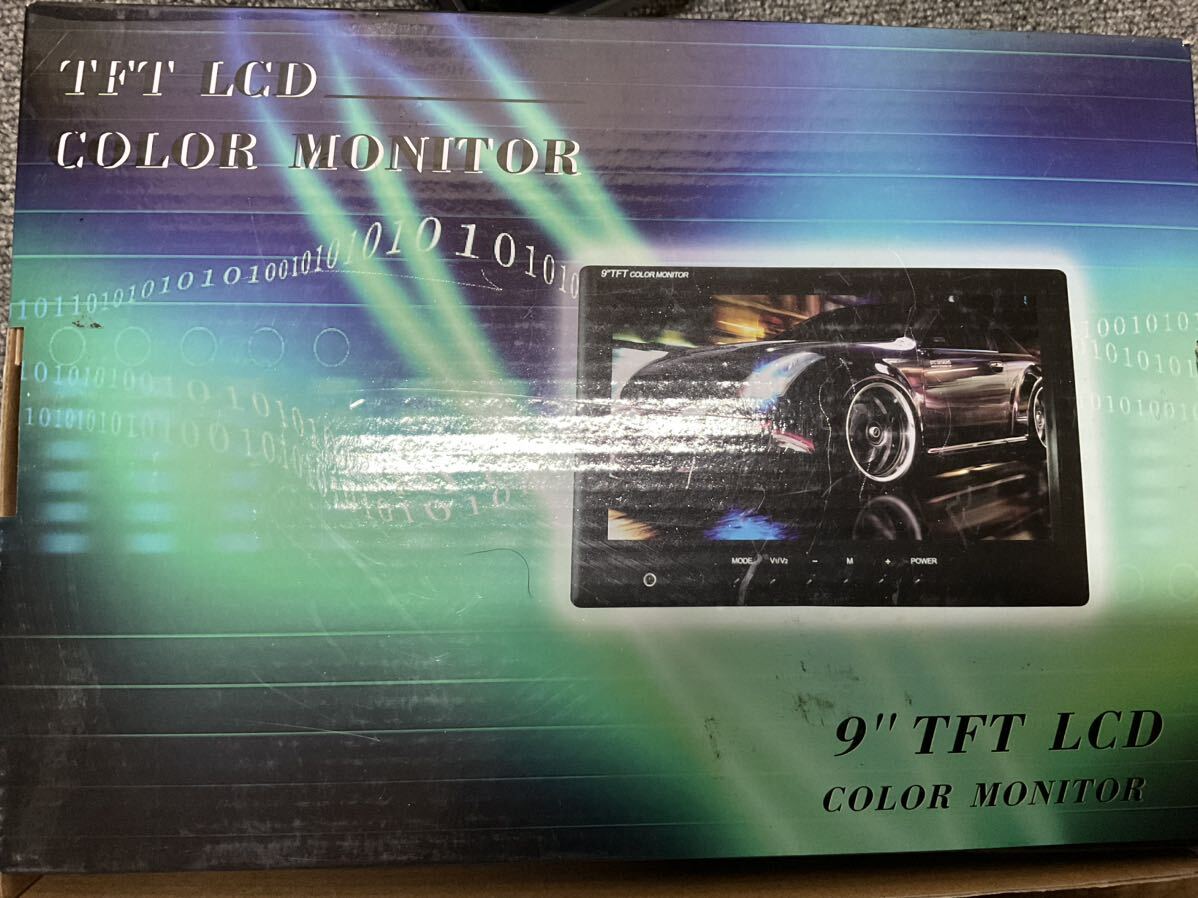 TFT LCD
COLOR MONITOR
9" TFT COLOR MONITOR
MODE V1/V2 - M + POWER
9" TFT LCD
COLOR MONITOR